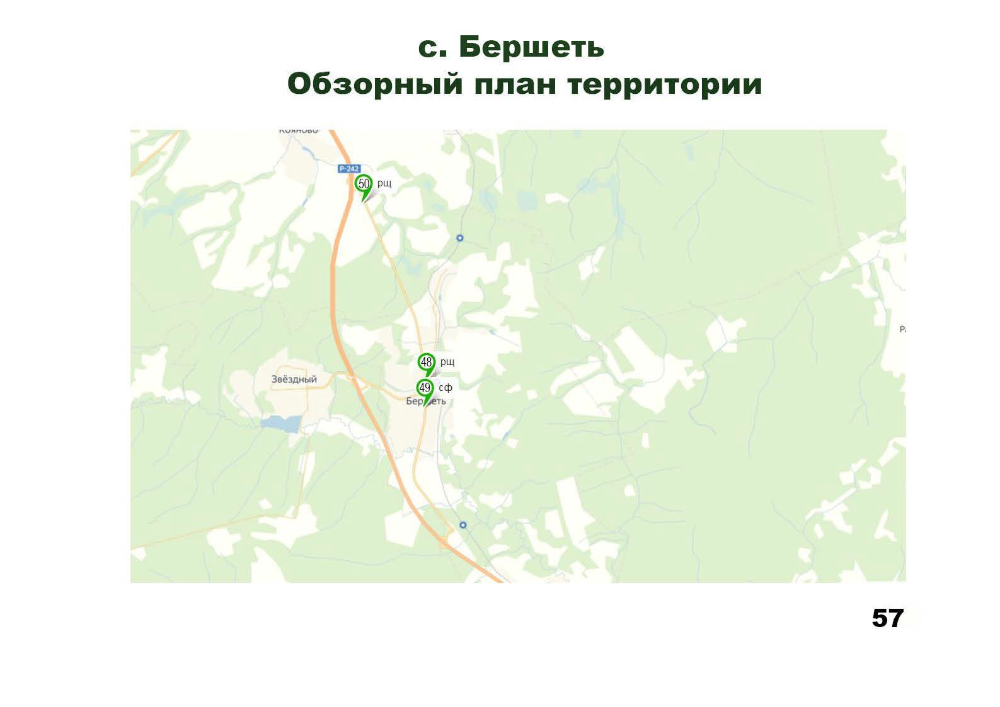 с. Бершеть
Обзорный план территории
Кояново
Р-242
50 рщ
48 рщ
Звёздный
49 сф
Бершеть
57